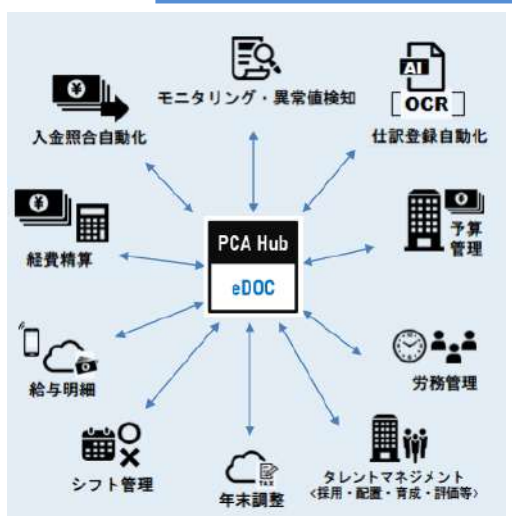 モニタリング・異常値検知
入金照合自動化
AI
OCR
仕訳登録自動化
経費精算
PCA Hub
eDOC
予算
管理
給与明細
労務管理
シフト管理
TAX
年末調整
タレントマネジメント
<採用・配置・育成・評価等>